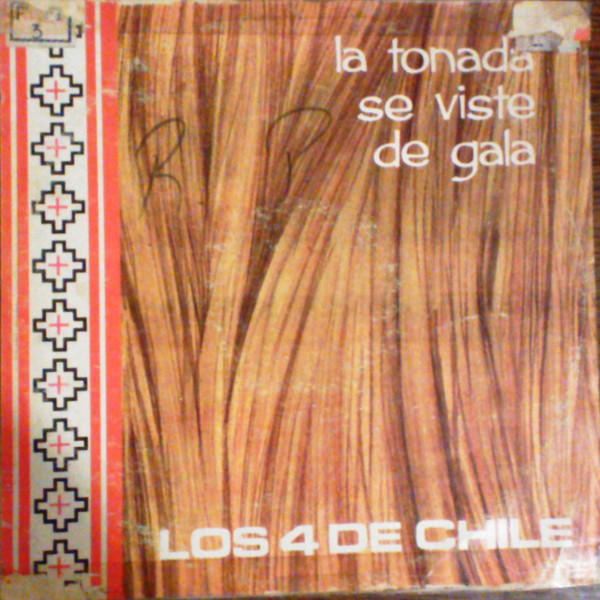 la tonada
se viste
de gala
R P
LOS 4 DE CHILE